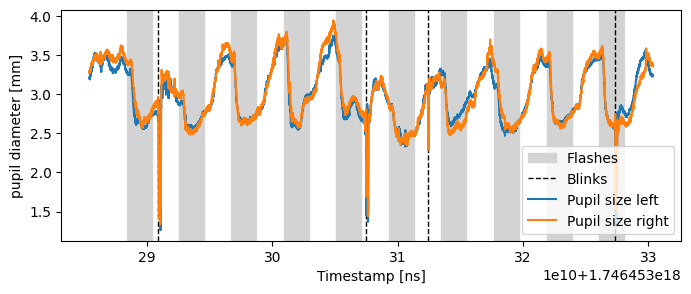 4.0
3.5
3.0
2.5
2.0
1.5
pupil diameter [mm]
Flashes
Blinks
Pupil size left
Pupil size right
29 30 31 32 33
Timestamp [ns]
1e10+1.746453e18